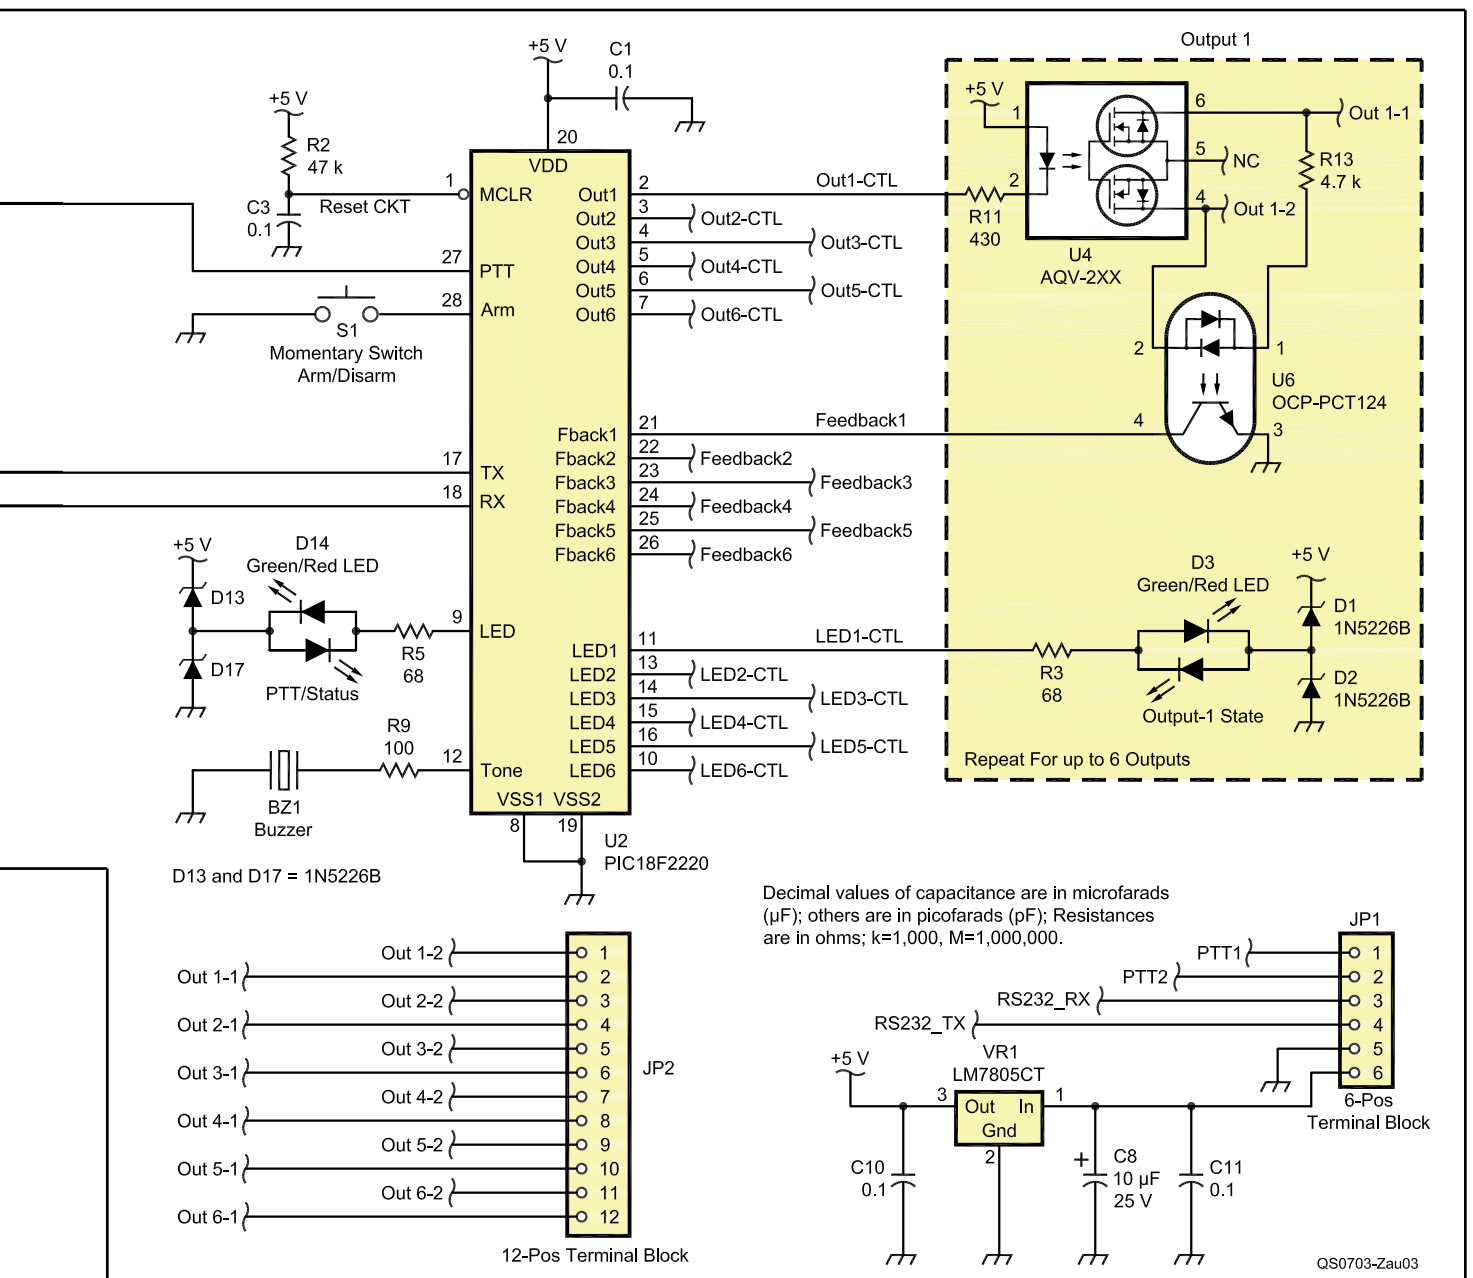 Output 1
+5 V
C1
0.1
+5 V
R2
47 k
C3
0.1
Reset CKT
1
MCLR
27
PTT
28
Arm
S1
Momentary Switch
Arm/Disarm
17
TX
18
RX
9
LED
12
Tone
20
VDD
Out1
2
Out1-CTL
Out2
3
Out2-CTL
Out3
4
Out3-CTL
Out4
5
Out4-CTL
Out5
6
Out5-CTL
Out6
7
Out6-CTL
Fback1
21
Feedback1
Fback2
22
Feedback2
Fback3
23
Feedback3
Fback4
24
Feedback4
Fback5
25
Feedback5
Fback6
26
Feedback6
LED1
11
LED1-CTL
LED2
13
LED2-CTL
LED3
14
LED3-CTL
LED4
15
LED4-CTL
LED5
16
LED5-CTL
LED6
10
LED6-CTL
VSS1 VSS2
8
19
U2
PIC18F2220
+5 V
D13
D17
D14
Green/Red LED
PTT/Status
R5
68
R9
100
BZ1
Buzzer
D13 and D17 = 1N5226B
+5 V
1
2
R11
430
U4
AQV-2XX
6
5
4
Out 1-1
NC
Out 1-2
R13
4.7 k
2
1
U6
OCP-PCT124
4
3
R3
68
D3
Green/Red LED
Output-1 State
+5 V
D1
1N5226B
D2
1N5226B
Repeat For up to 6 Outputs
Decimal values of capacitance are in microfarads
(µF); others are in picofarads (pF); Resistances
are in ohms; k=1,000, M=1,000,000.
Out 1-2
1
Out 1-1
2
Out 2-2
3
Out 2-1
4
Out 3-2
5
Out 3-1
6
Out 4-2
7
Out 4-1
8
Out 5-2
9
Out 5-1
10
Out 6-2
11
Out 6-1
12
JP2
12-Pos Terminal Block
JP1
PTT1
1
PTT2
2
RS232_RX
3
RS232_TX
4
5
6
6-Pos
Terminal Block
+5 V
VR1
LM7805CT
3
Out In
Gnd
1
2
C10
0.1
+
C8
10 µF
25 V
C11
0.1
QS0703-Zau03